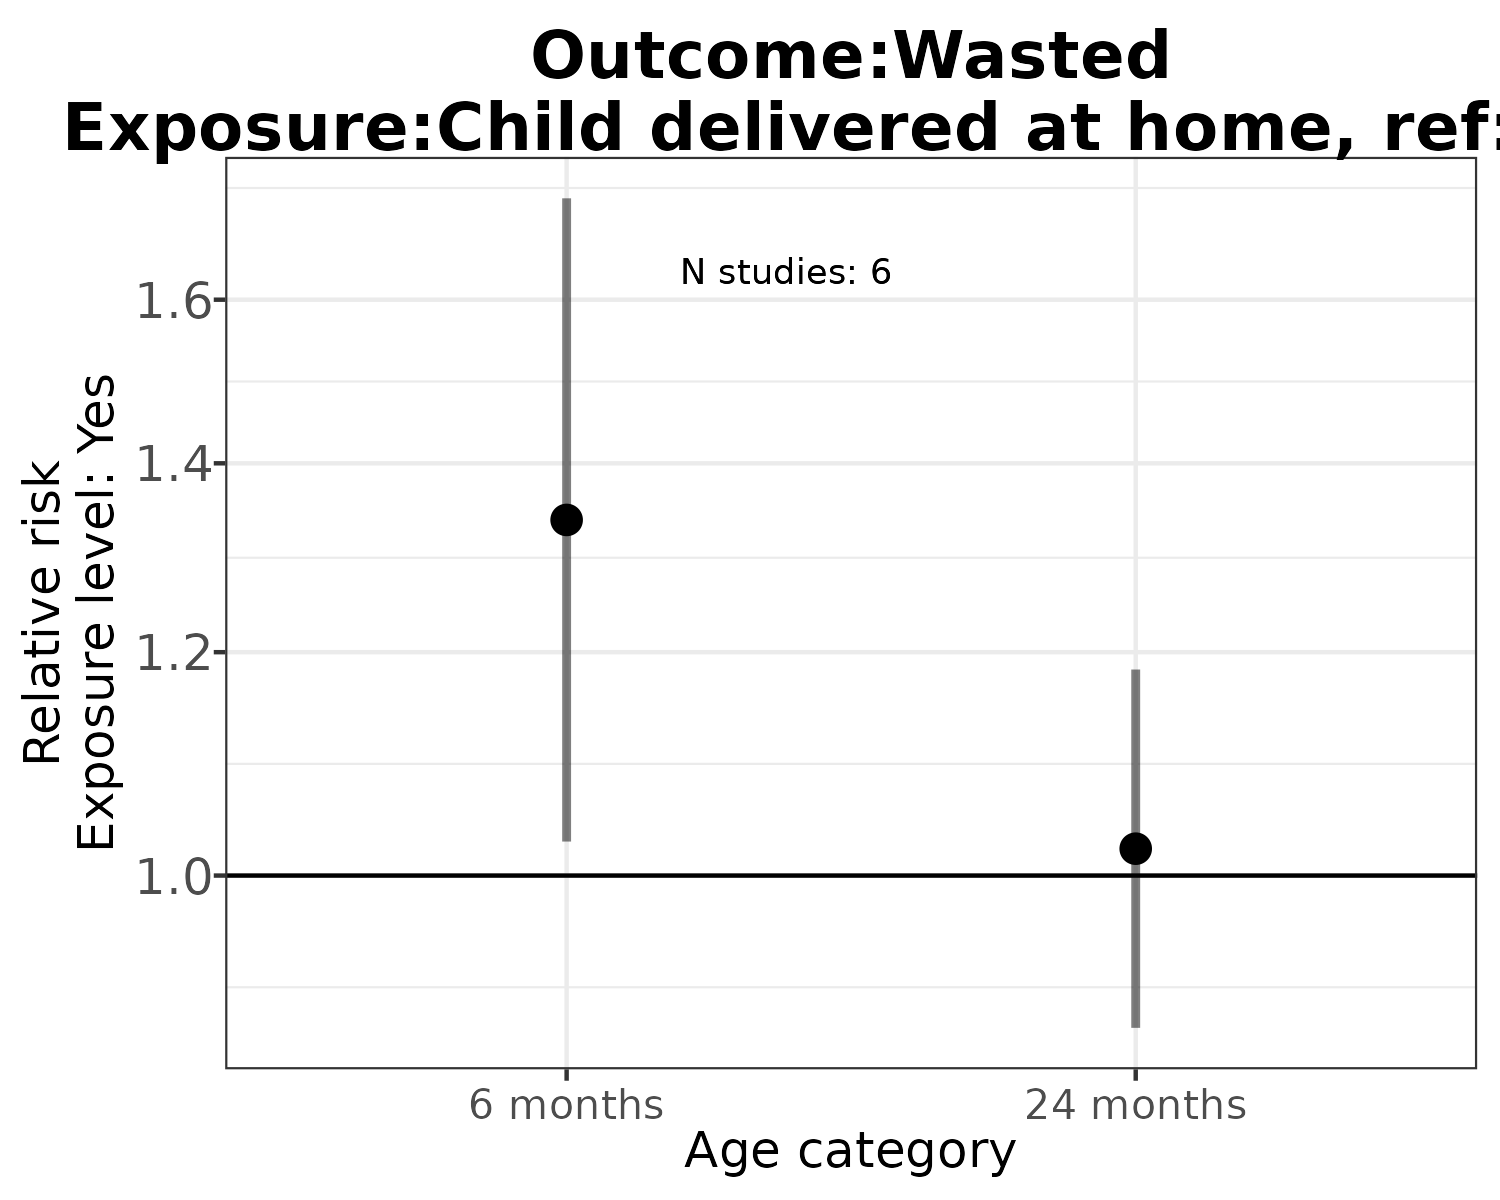 Outcome:Wasted
Exposure:Child delivered at home, ref:
N studies: 6
1.6
1.4
1.2
1.0
Relative risk
Exposure level: Yes
6 months
24 months
Age category